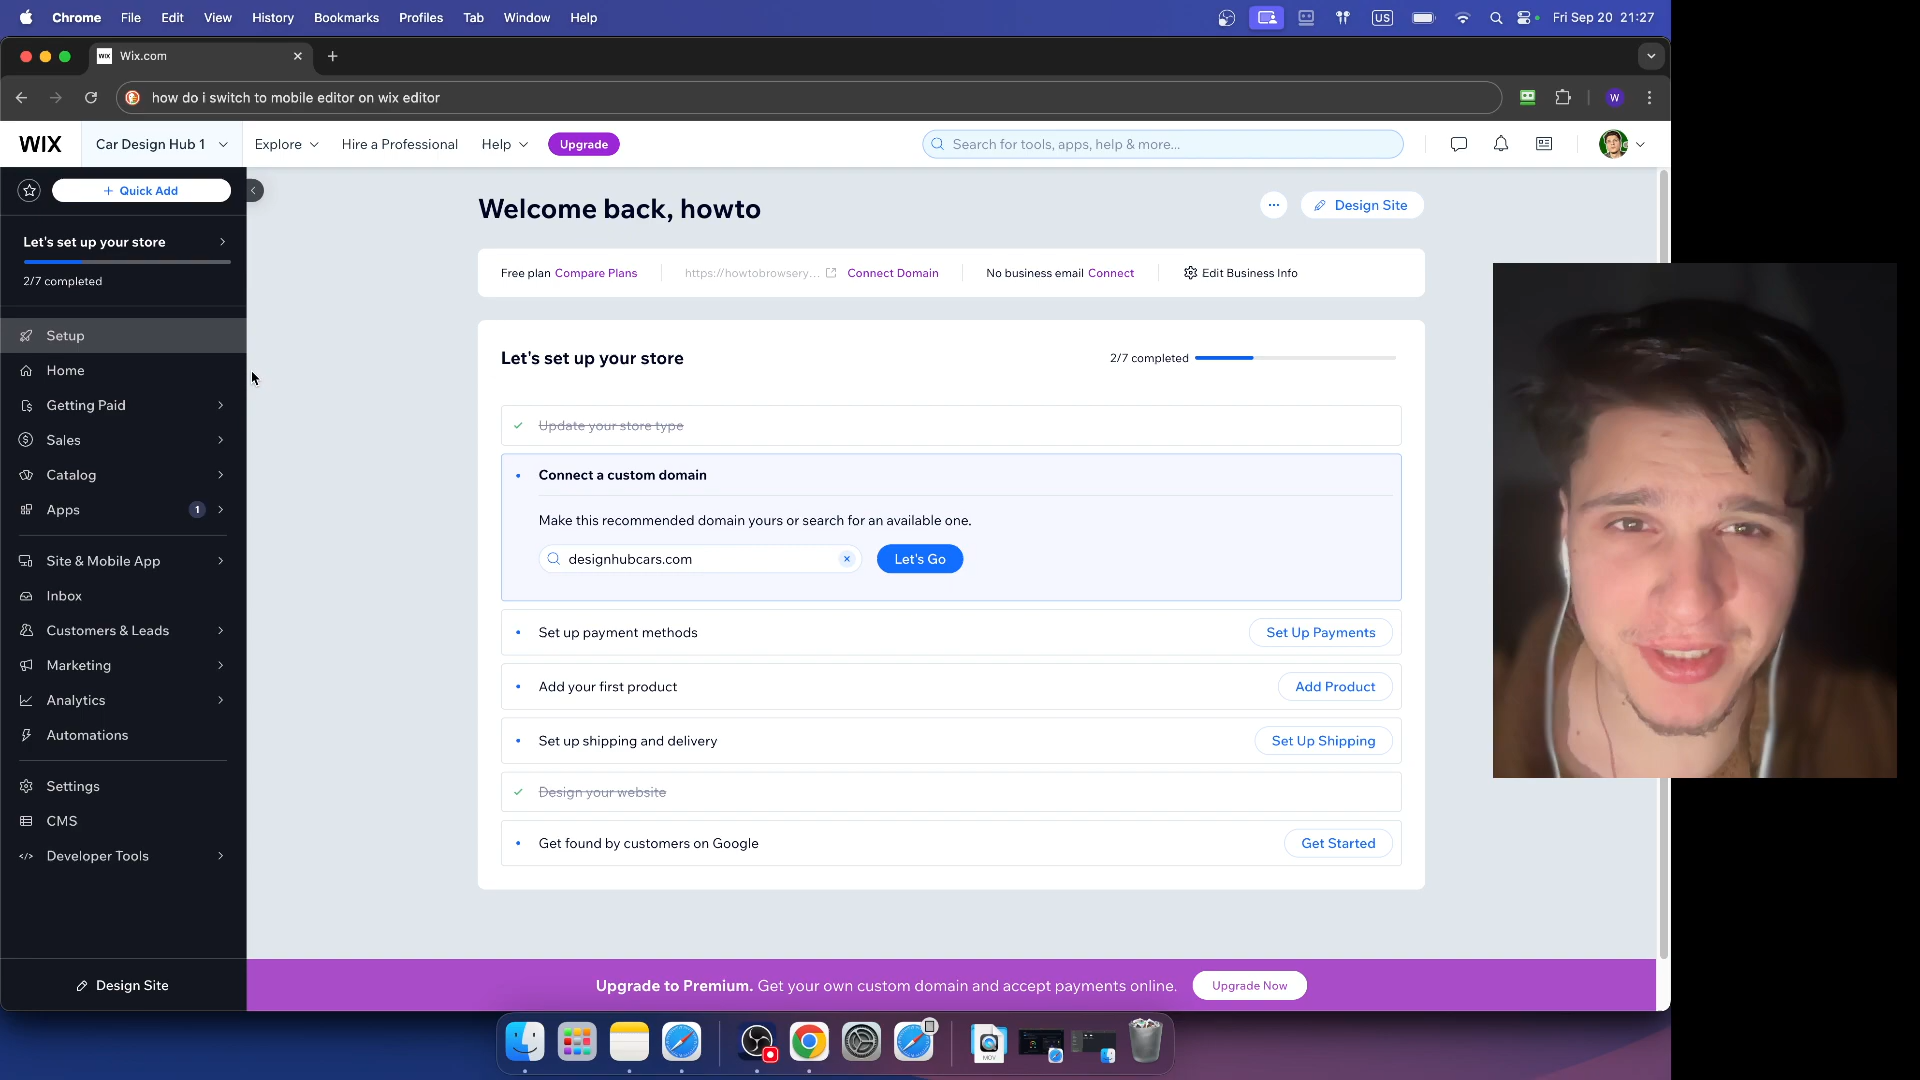 Chrome File Edit View History Bookmarks Profiles Tab Window Help US Fri Sep 20 21:27
WIX Wix.com
how do i switch to mobile editor on wix editor W
WIX Car Design Hub 1 Explore Hire a Professional Help Upgrade Search for tools, apps, help & more...
+ Quick Add
Let's set up your store
2/7 completed
Setup
Home
Getting Paid
Sales
Catalog
Apps 1
Site & Mobile App
Inbox
Customers & Leads
Marketing
Analytics
Automations
Settings
CMS
Developer Tools
Design Site
Welcome back, howto
Design Site
Free plan Compare Plans https://howtobrowsery... Connect Domain No business email Connect Edit Business Info
Let's set up your store 2/7 completed
Update your store type
Connect a custom domain
Make this recommended domain yours or search for an available one.
designhubcars.com Let's Go
Set up payment methods Set Up Payments
Add your first product Add Product
Set up shipping and delivery Set Up Shipping
Design your website
Get found by customers on Google Get Started
Upgrade to Premium. Get your own custom domain and accept payments online. Upgrade Now
MOV